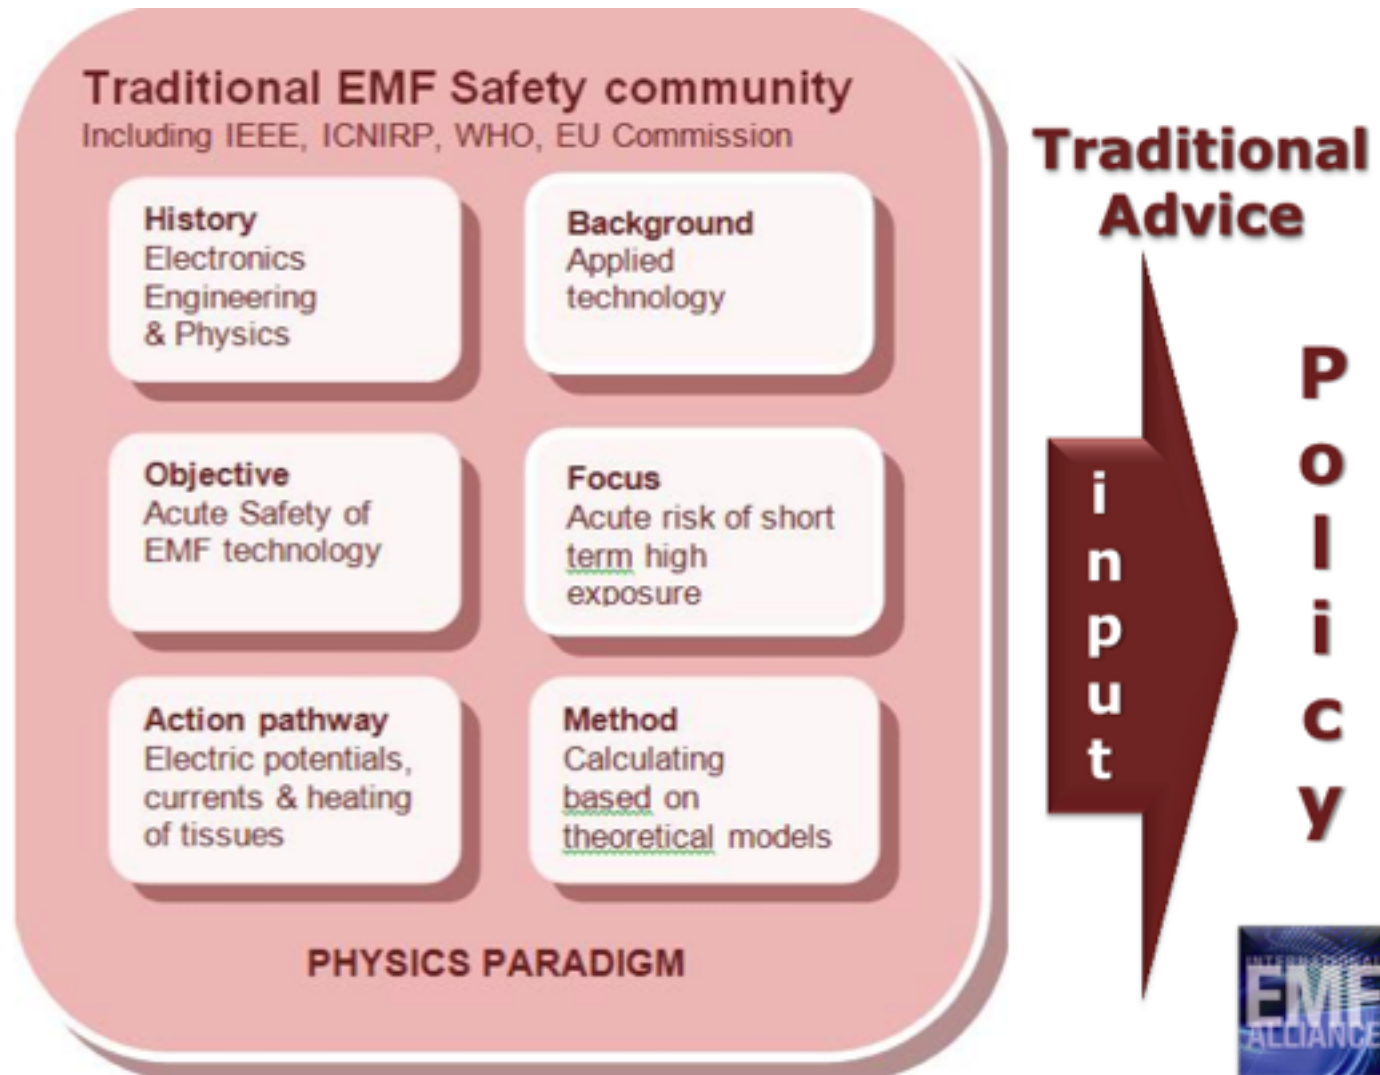 Traditional EMF Safety community
Including IEEE, ICNIRP, WHO, EU Commission
History
Electronics
Engineering
& Physics
Background
Applied
technology
Objective
Acute Safety of
EMF technology
Focus
Acute risk of short
term high
exposure
Action pathway
Electric potentials,
currents & heating
of tissues
Method
Calculating
based on
theoretical models
PHYSICS PARADIGM
Traditional
Advice
input
Policy
INTERNATIONAL
EMF
ALLIANCE